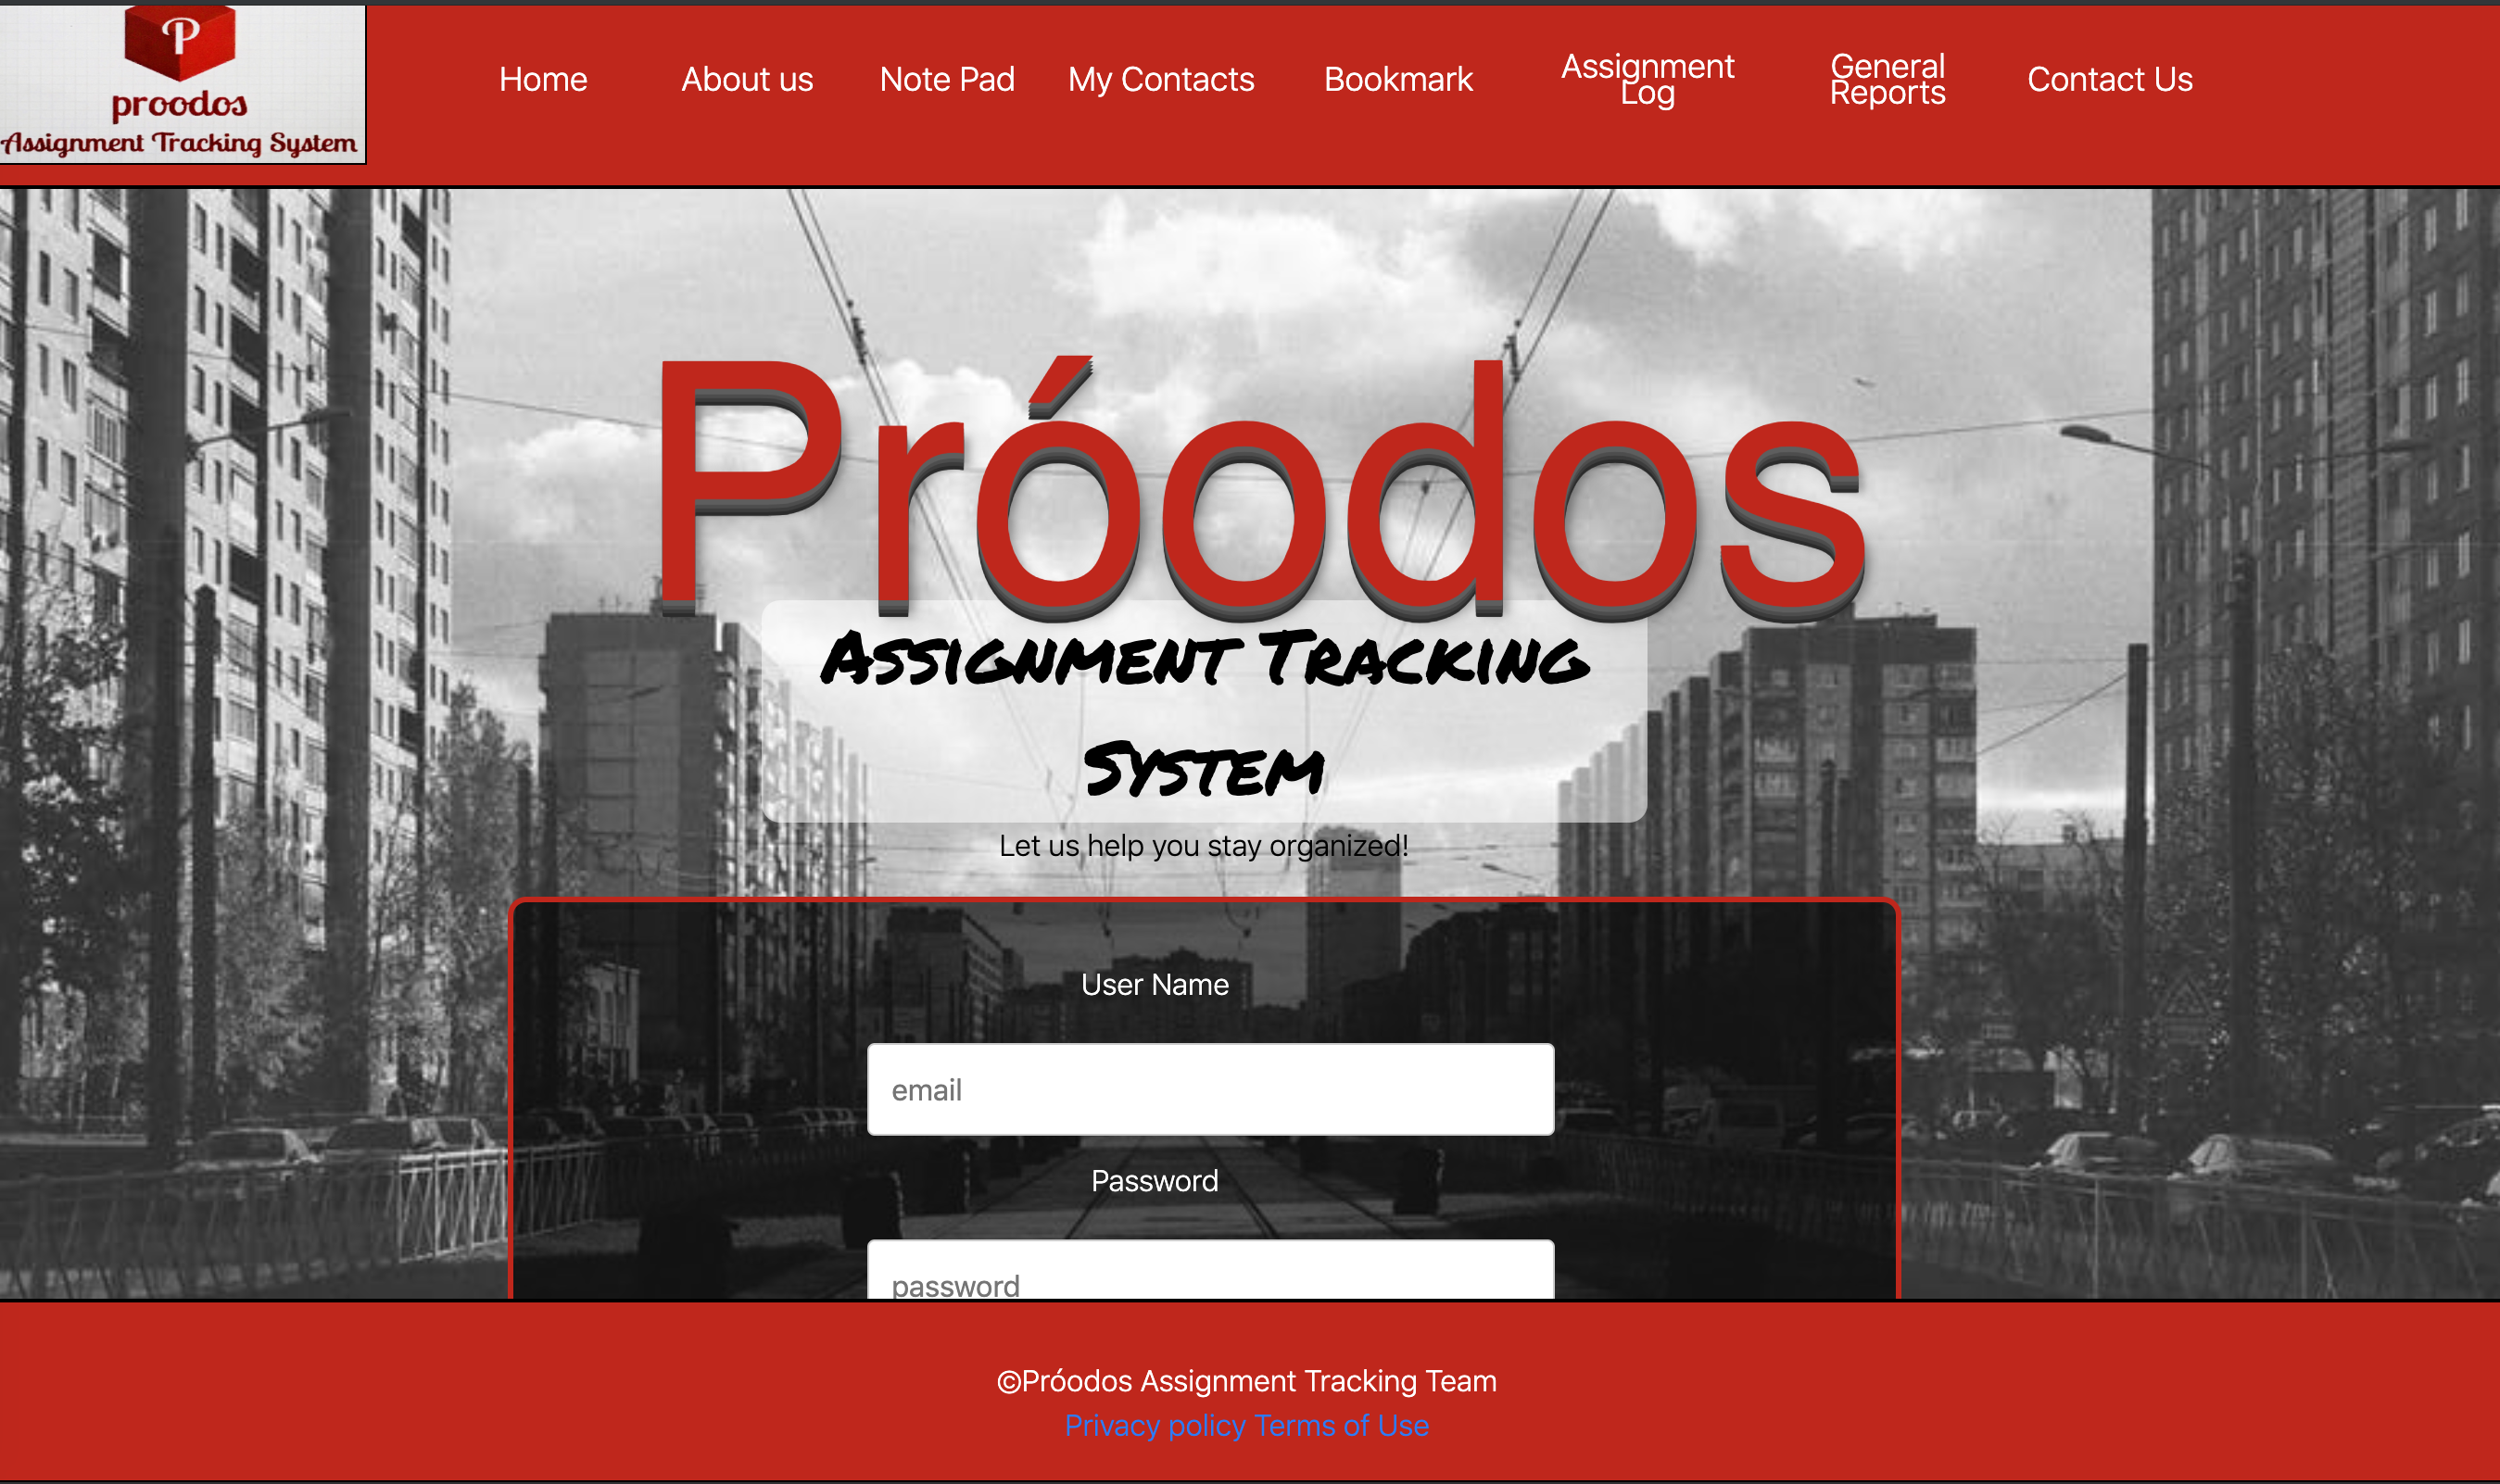 P
proodos
Assignment Tracking System
Home
About us
Note Pad
My Contacts
Bookmark
Assignment
Log
General
Reports
Contact Us
Próodos
Assignment Tracking
System
Let us help you stay organized!
User Name
email
Password
password
©Próodos Assignment Tracking Team
Privacy policy Terms of Use